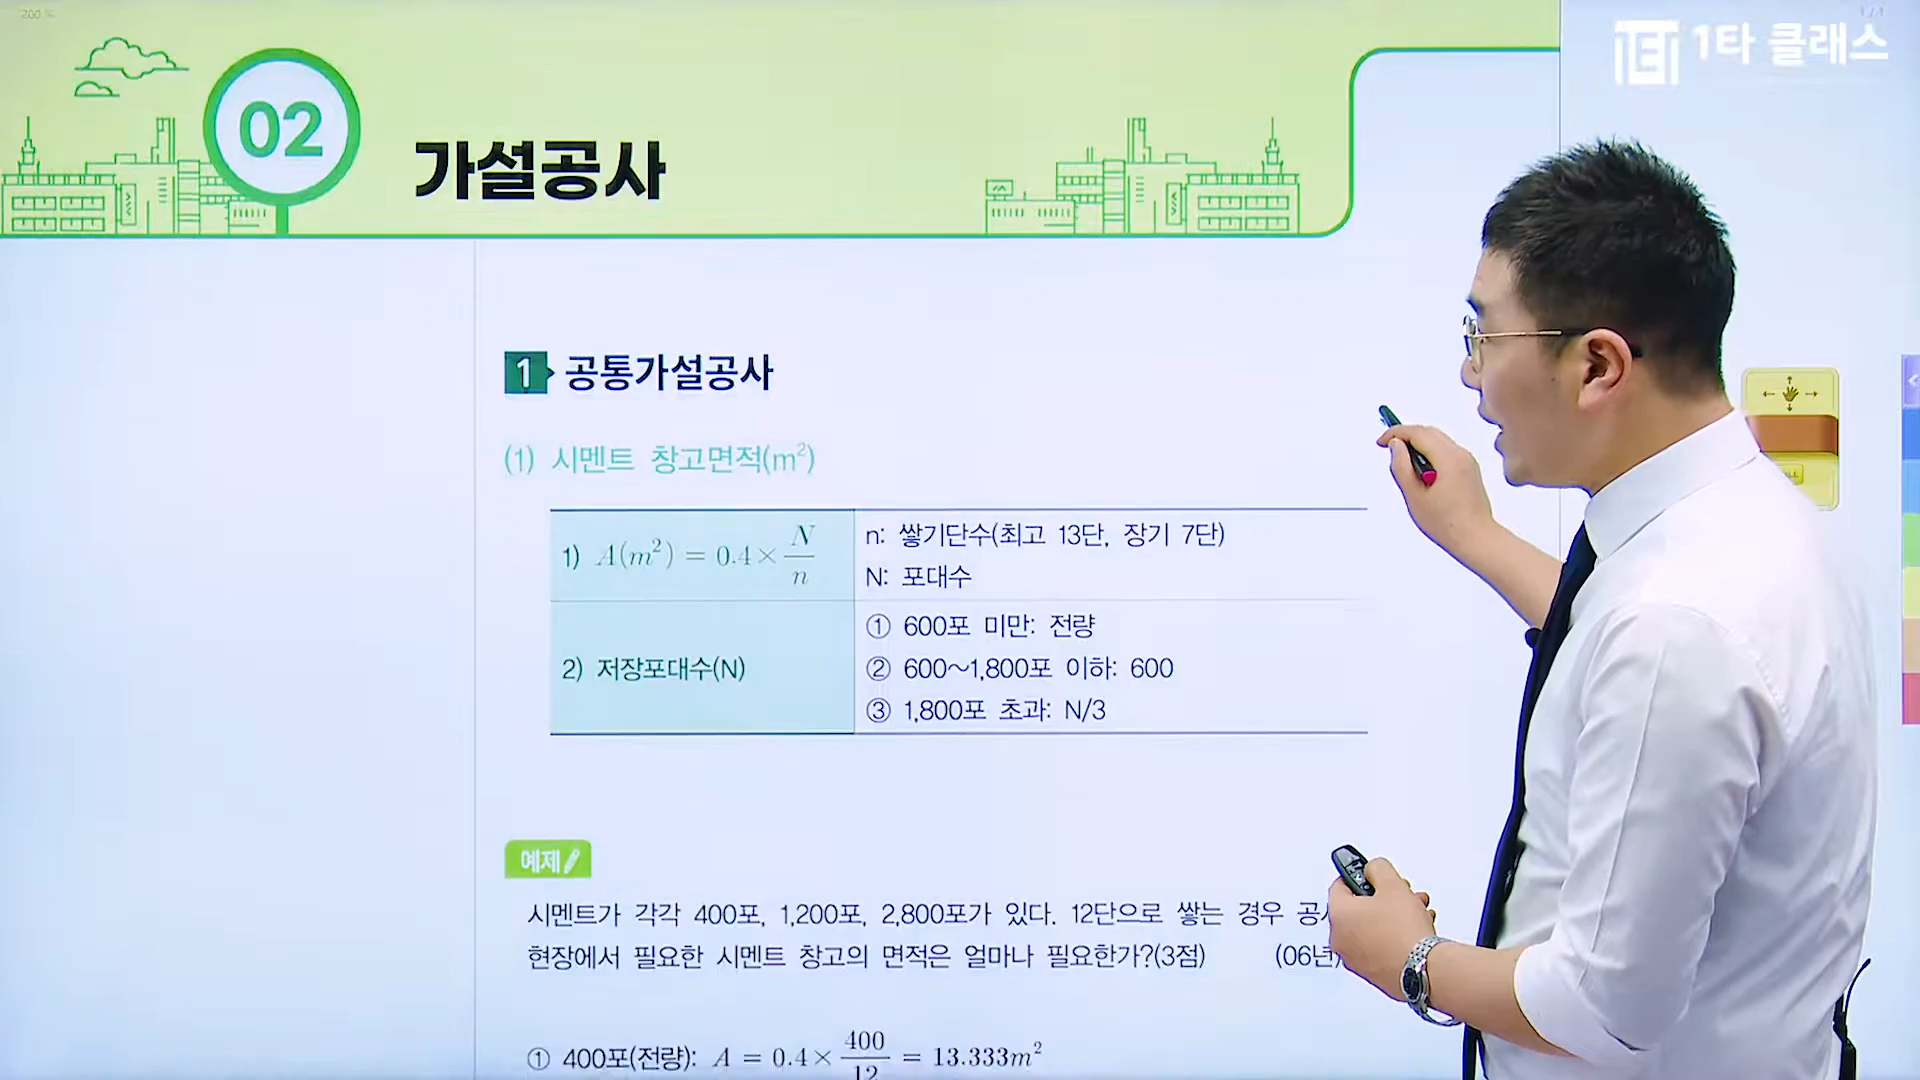 200 %
1 / 1
1타 클래스
02
가설공사
1 공통가설공사
(1) 시멘트 창고면적(m²)
1) A(m²) = 0.4 × N/n
n: 쌓기단수(최고 13단, 장기 7단)
N: 포대수
2) 저장포대수(N)
① 600포 미만: 전량
② 600~1,800포 이하: 600
③ 1,800포 초과: N/3
예제
시멘트가 각각 400포, 1,200포, 2,800포가 있다. 12단으로 쌓는 경우
현장에서 필요한 시멘트 창고의 면적은 얼마나 필요한가?(3점) (06년)
① 400포(전량): A = 0.4 × 400/12 = 13.333m²